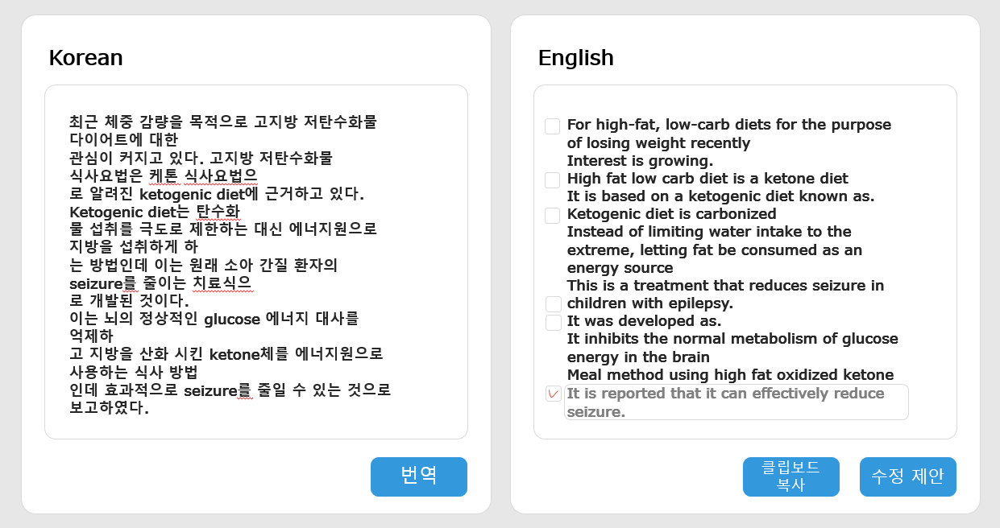 Korean
최근 체중 감량을 목적으로 고지방 저탄수화물
다이어트에 대한
관심이 커지고 있다. 고지방 저탄수화물
식사요법은 케톤 식사요법으
로 알려진 ketogenic diet에 근거하고 있다.
Ketogenic diet는 탄수화
물 섭취를 극도로 제한하는 대신 에너지원으로
지방을 섭취하게 하
는 방법인데 이는 원래 소아 간질 환자의
seizure를 줄이는 치료식으
로 개발된 것이다.
이는 뇌의 정상적인 glucose 에너지 대사를
억제하
고 지방을 산화 시킨 ketone체를 에너지원으로
사용하는 식사 방법
인데 효과적으로 seizure를 줄일 수 있는 것으로
보고하였다.
번역
English
For high-fat, low-carb diets for the purpose
of losing weight recently
Interest is growing.
High fat low carb diet is a ketone diet
It is based on a ketogenic diet known as.
Ketogenic diet is carbonized
Instead of limiting water intake to the
extreme, letting fat be consumed as an
energy source
This is a treatment that reduces seizure in
children with epilepsy.
It was developed as.
It inhibits the normal metabolism of glucose
energy in the brain
Meal method using high fat oxidized ketone
It is reported that it can effectively reduce
seizure.
클립보드
복사
수정 제안